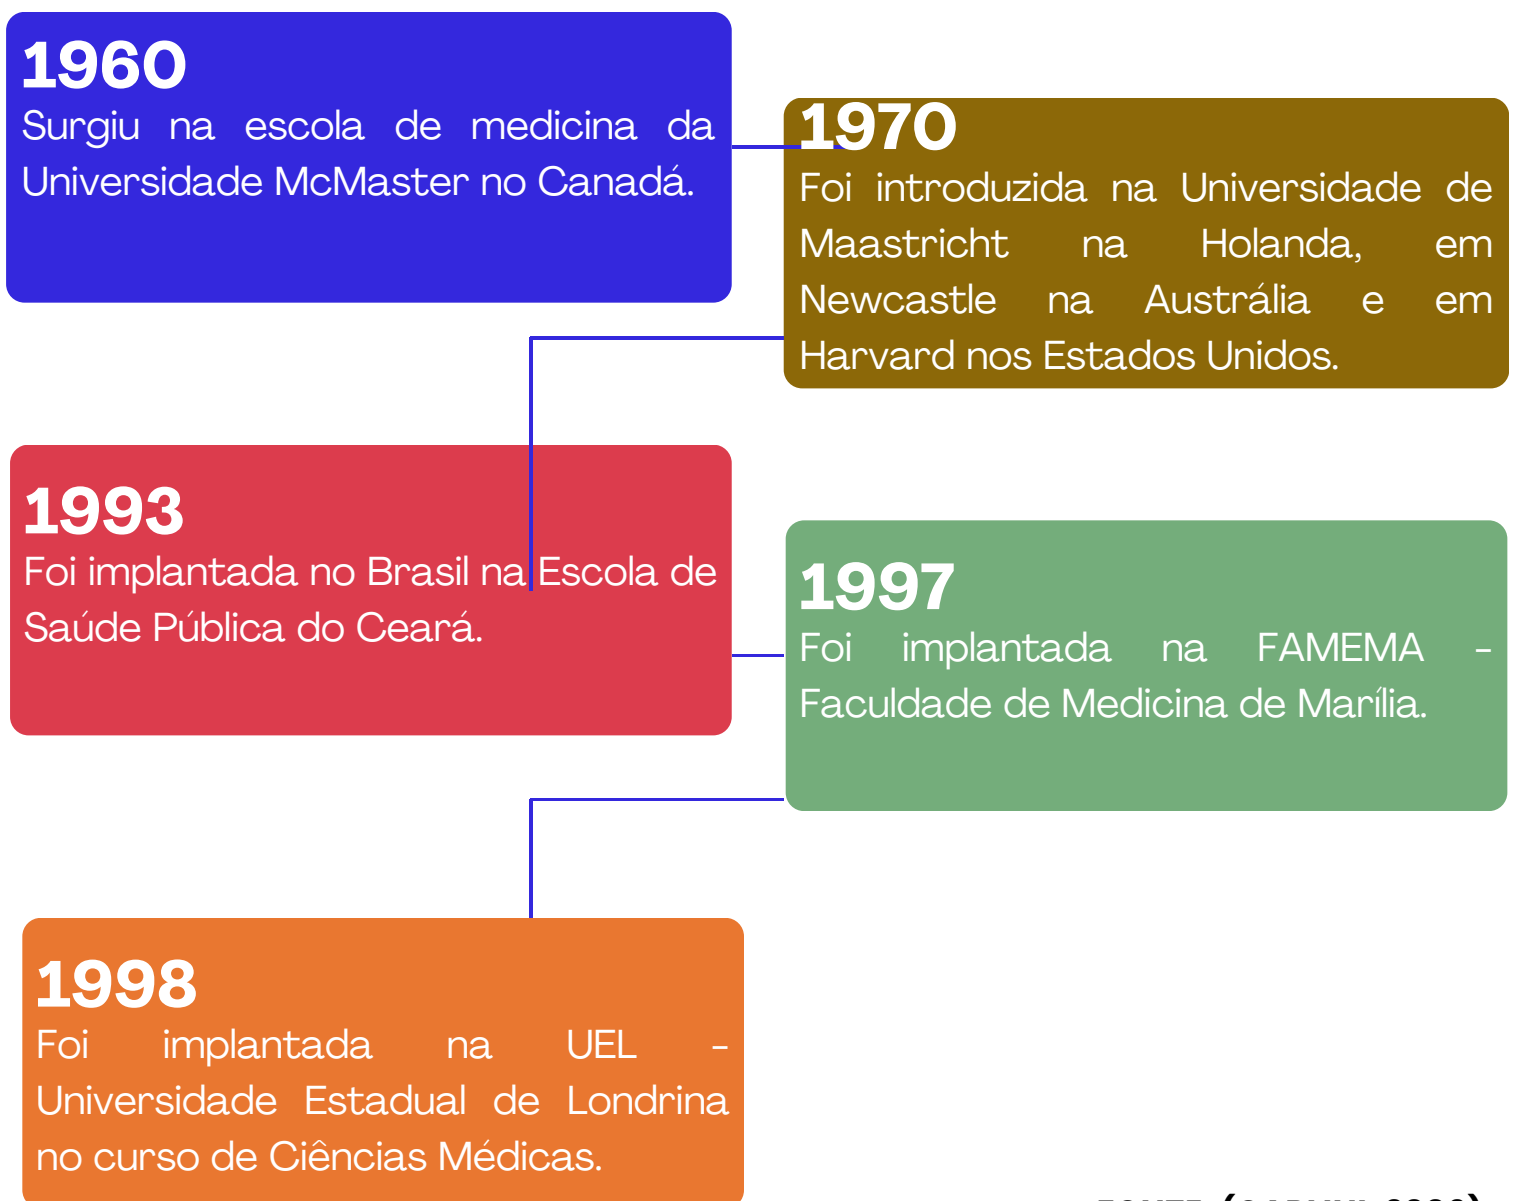 1960
Surgiu na escola de medicina da
Universidade McMaster no Canadá.
1970
Foi introduzida na Universidade de
Maastricht na Holanda, em
Newcastle na Austrália e em
Harvard nos Estados Unidos.
1993
Foi implantada no Brasil na Escola de
Saúde Pública do Ceará.
1997
Foi implantada na FAMEMA -
Faculdade de Medicina de Marília.
1998
Foi implantada na UEL -
Universidade Estadual de Londrina
no curso de Ciências Médicas.